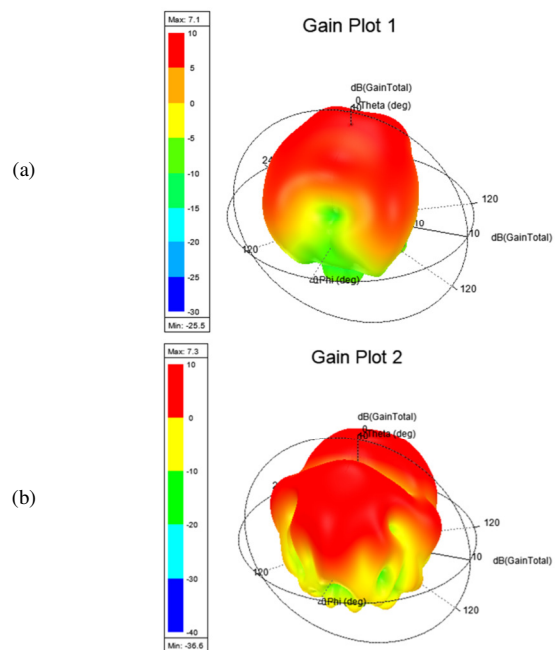 Max: 7.1
10
5
0
-5
-10
-15
-20
-25
-30
Min: -25.5
Gain Plot 1
dB(GainTotal)
0
10
Theta (deg)
24
120
10
10
dB(GainTotal)
120
120
Phi (deg)
(a)
Max: 7.3
10
0
-10
-20
-30
-40
Min: -36.6
Gain Plot 2
dB(GainTotal)
Theta (deg)
120
10
dB(GainTotal)
120
120
Phi (deg)
(b)